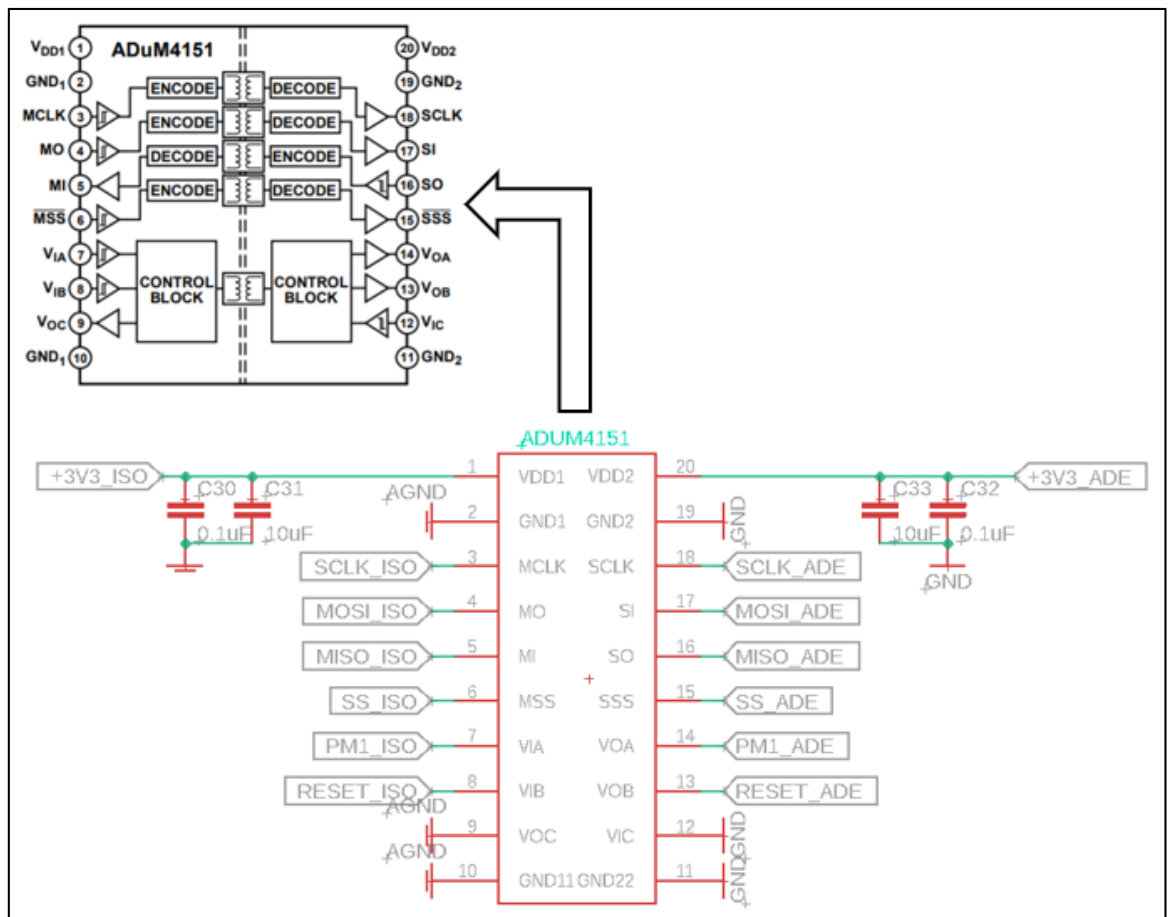 VDD1 1 ADuM4151 20 VDD2
GND1 2 19 GND2
ENCODE DECODE
MCLK 3 18 SCLK
ENCODE DECODE
MO 4 17 SI
DECODE ENCODE
MI 5 16 SO
ENCODE DECODE
MSS 6 15 SSS
VIA 7 14 VOA
CONTROL BLOCK CONTROL BLOCK
VIB 8 13 VOB
VOC 9 12 VIC
GND1 10 11 GND2
ADUM4151
+3V3_ISO 1 VDD1 VDD2 20 +3V3_ADE
C30 C31 AGND C33 C32
2 GND1 GND2 19 GND
0.1uF 10uF 10uF 0.1uF
SCLK_ISO 3 MCLK SCLK 18 SCLK_ADE
GND
MOSI_ISO 4 MO SI 17 MOSI_ADE
MISO_ISO 5 MI SO 16 MISO_ADE
SS_ISO 6 MSS SSS 15 SS_ADE
PM1_ISO 7 VIA VOA 14 PM1_ADE
RESET_ISO 8 VIB VOB 13 RESET_ADE
AGND
9 VOC VIC 12 GND
AGND
10 GND11 GND22 11 GND